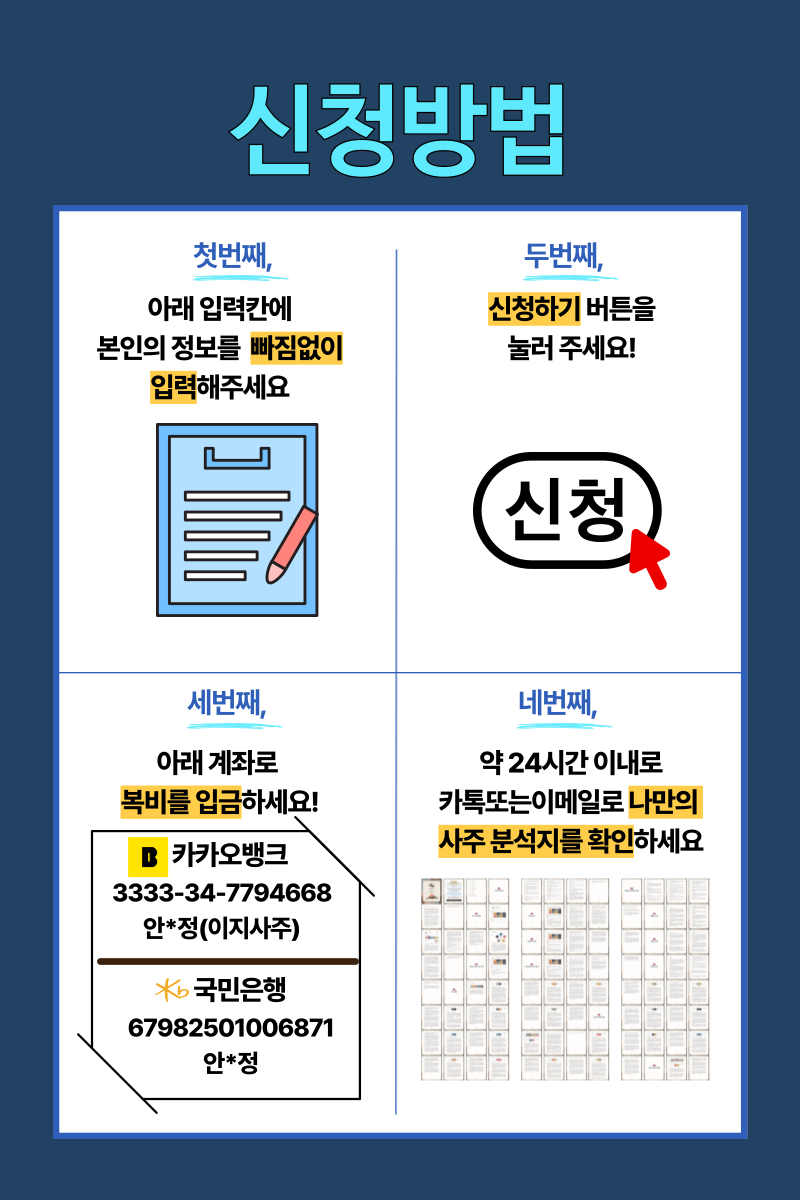 신청방법
첫번째,
아래 입력칸에
본인의 정보를 빠짐없이
입력해주세요
두번째,
신청하기 버튼을
눌러 주세요!
신청
세번째,
아래 계좌로
복비를 입금하세요!
B 카카오뱅크
3333-34-7794668
안*정(이지사주)
Kb 국민은행
67982501006871
안*정
네번째,
약 24시간 이내로
카톡또는이메일로 나만의
사주 분석지를 확인하세요